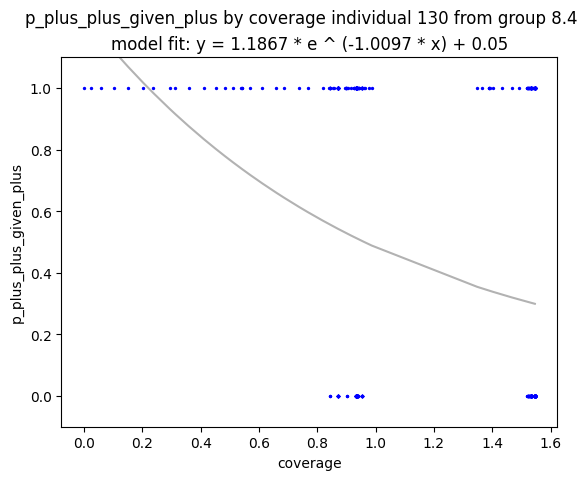 p_plus_plus_given_plus by coverage individual 130 from group 8.4
model fit: y = 1.1867 * e ^ (-1.0097 * x) + 0.05
1.0
0.8
0.6
0.4
0.2
0.0
p_plus_plus_given_plus
0.0 0.2 0.4 0.6 0.8 1.0 1.2 1.4 1.6
coverage